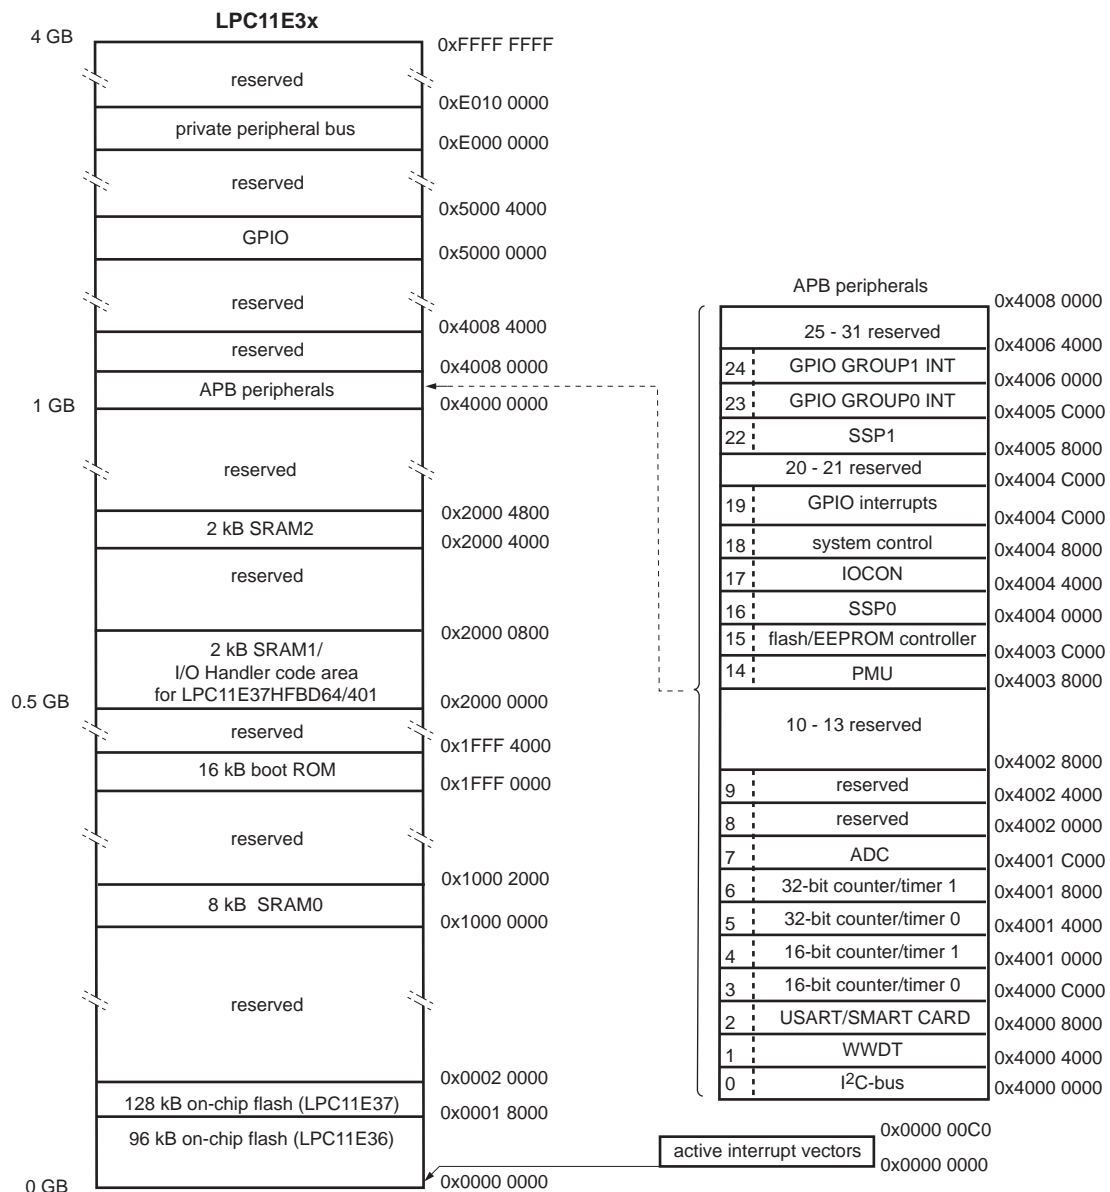 LPC11E3x
4 GB
0xFFFF FFFF
reserved
0xE010 0000
private peripheral bus
0xE000 0000
reserved
0x5000 4000
GPIO
0x5000 0000
reserved
0x4008 4000
reserved
0x4008 0000
APB peripherals
1 GB
0x4000 0000
reserved
0x2000 4800
2 kB SRAM2
0x2000 4000
reserved
0x2000 0800
2 kB SRAM1/
I/O Handler code area
for LPC11E37HFBD64/401
0.5 GB
0x2000 0000
reserved
0x1FFF 4000
16 kB boot ROM
0x1FFF 0000
reserved
0x1000 2000
8 kB SRAM0
0x1000 0000
reserved
0x0002 0000
128 kB on-chip flash (LPC11E37)
0x0001 8000
96 kB on-chip flash (LPC11E36)
0 GB
0x0000 0000
APB peripherals
0x4008 0000
25 - 31 reserved
0x4006 4000
24 GPIO GROUP1 INT
0x4006 0000
23 GPIO GROUP0 INT
0x4005 C000
22 SSP1
0x4005 8000
20 - 21 reserved
0x4004 C000
19 GPIO interrupts
0x4004 C000
18 system control
0x4004 8000
17 IOCON
0x4004 4000
16 SSP0
0x4004 0000
15 flash/EEPROM controller
0x4003 C000
14 PMU
0x4003 8000
10 - 13 reserved
0x4002 8000
9 reserved
0x4002 4000
8 reserved
0x4002 0000
7 ADC
0x4001 C000
6 32-bit counter/timer 1
0x4001 8000
5 32-bit counter/timer 0
0x4001 4000
4 16-bit counter/timer 1
0x4001 0000
3 16-bit counter/timer 0
0x4000 C000
2 USART/SMART CARD
0x4000 8000
1 WWDT
0x4000 4000
0 I2C-bus
0x4000 0000
0x0000 00C0
active interrupt vectors
0x0000 0000